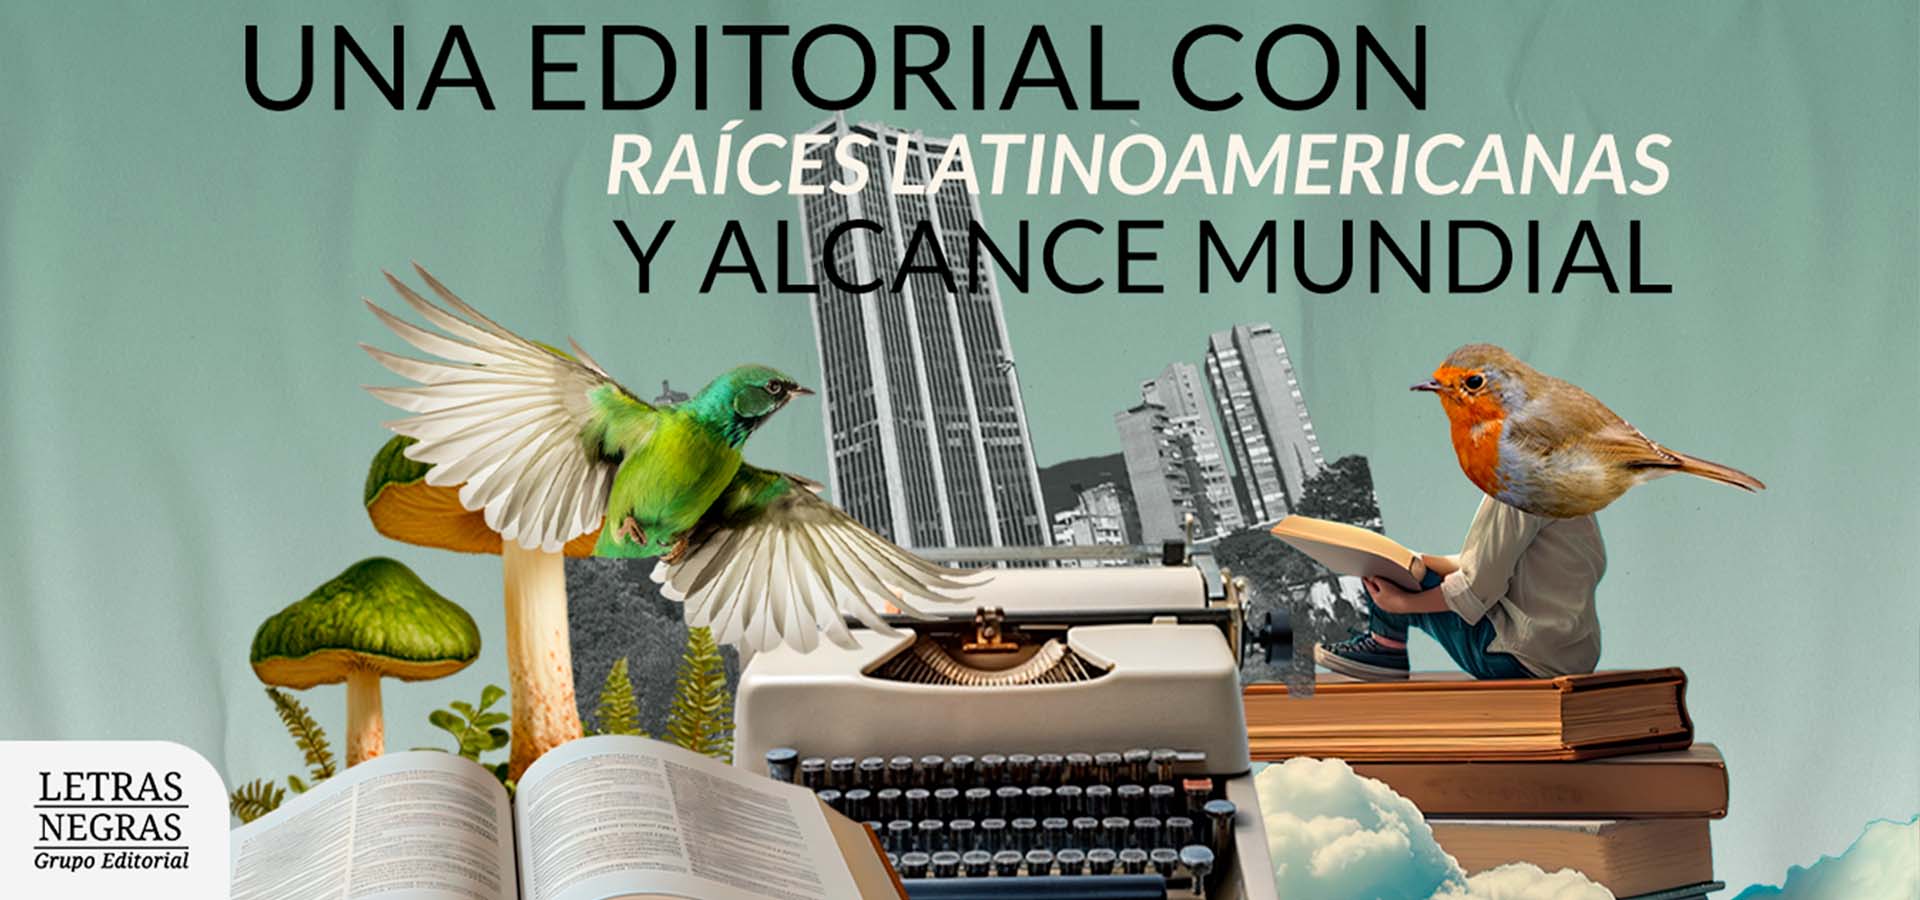 UNA EDITORIAL CON
RAÍCES LATINOAMERICANAS
Y ALCANCE MUNDIAL
LETRAS
NEGRAS
Grupo Editorial